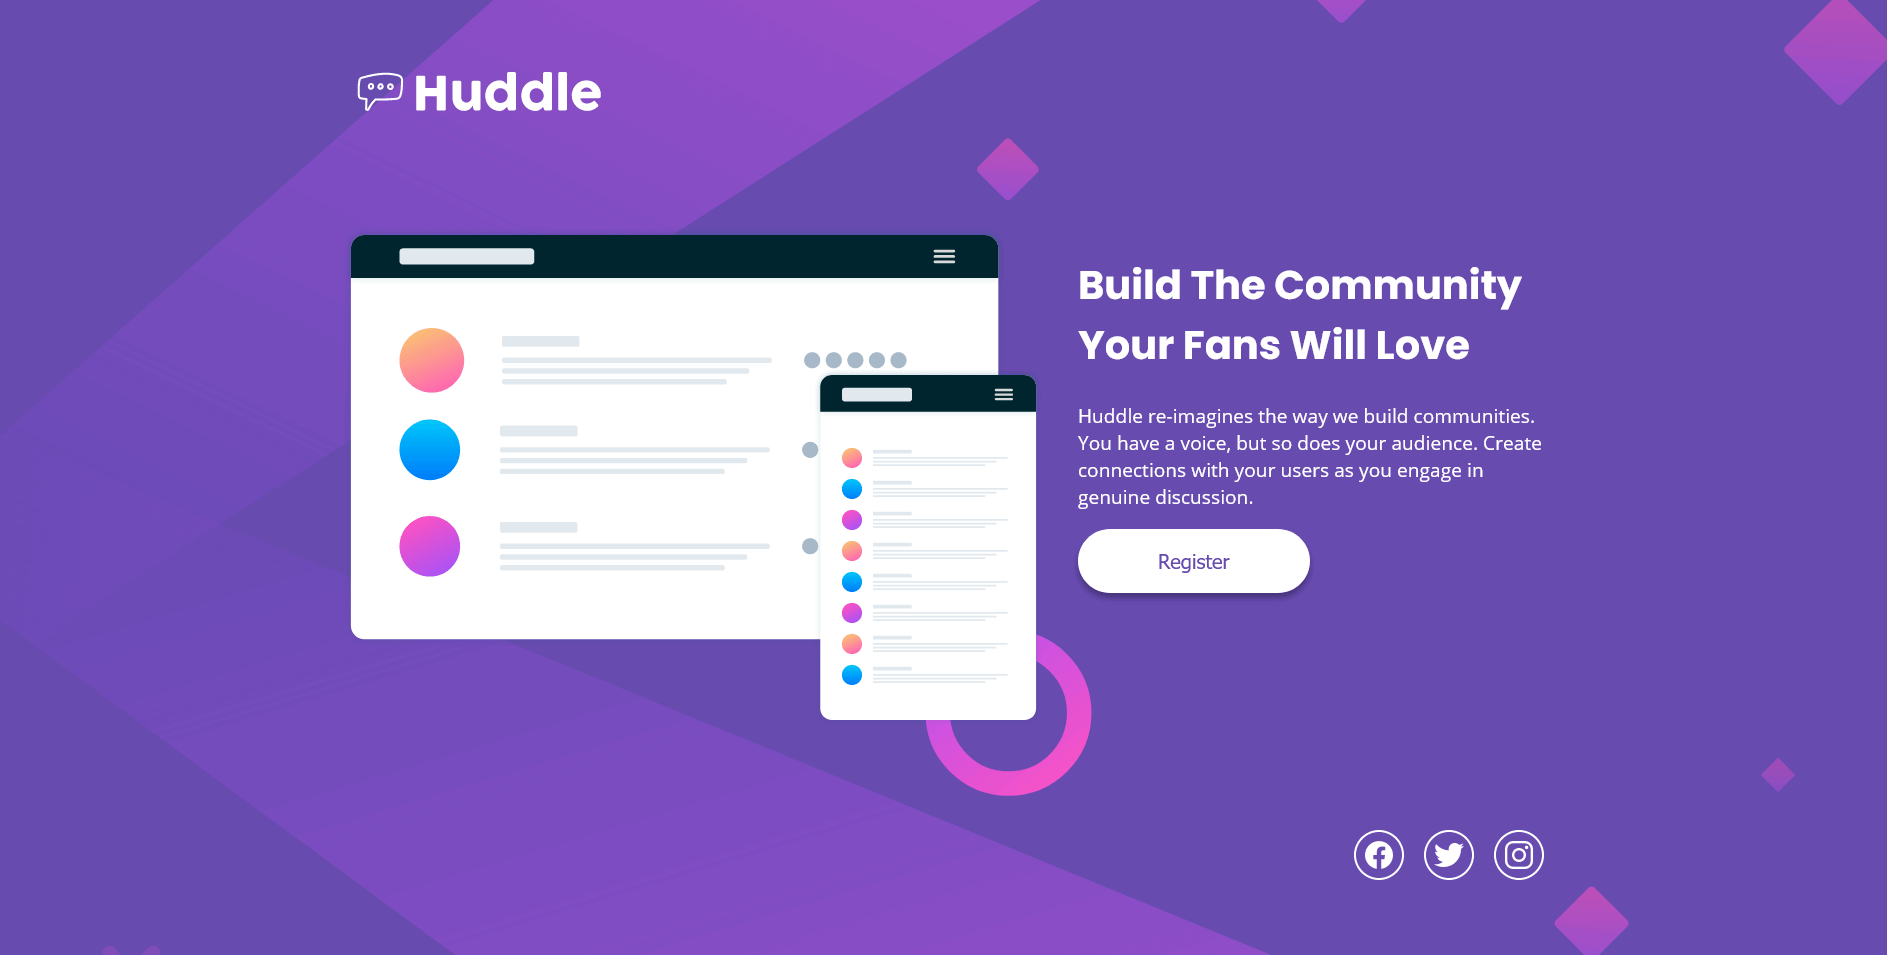 Huddle
Build The Community
Your Fans Will Love
Huddle re-imagines the way we build communities.
You have a voice, but so does your audience. Create
connections with your users as you engage in
genuine discussion.
Register